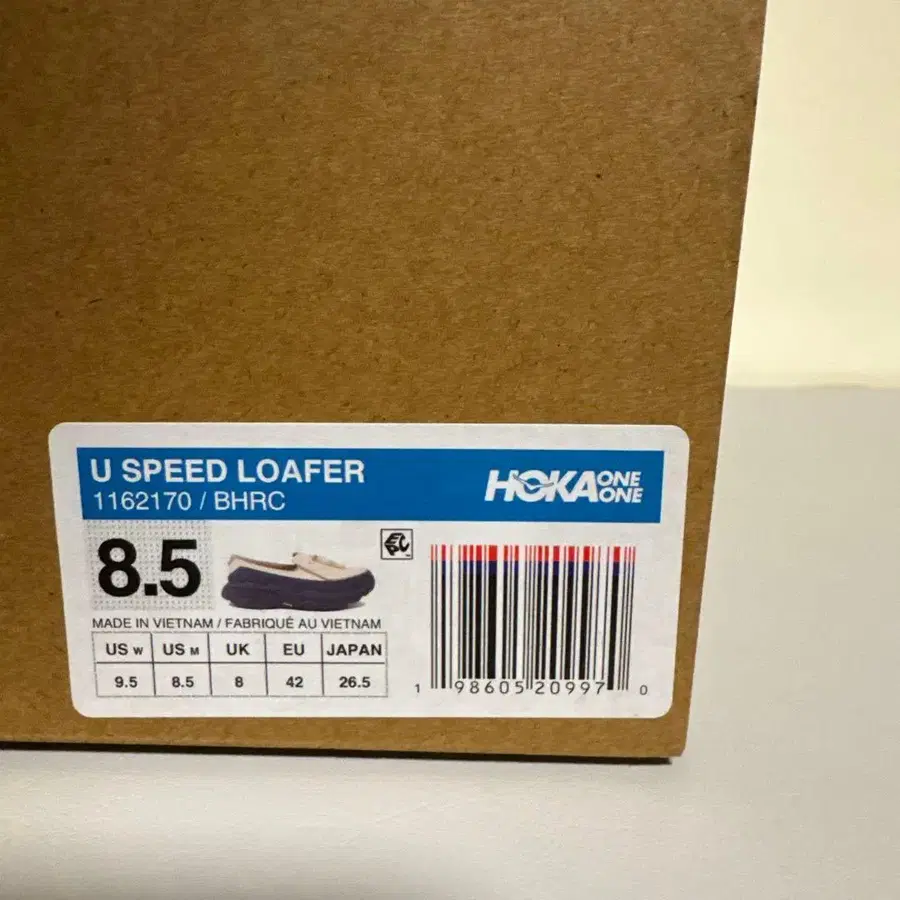 U SPEED LOAFER
1162170 / BHRC
HOKA ONE ONE
8.5
MADE IN VIETNAM / FABRIQUÉ AU VIETNAM
US W US M UK EU JAPAN
9.5 8.5 8 42 26.5
1 98605 20997 0